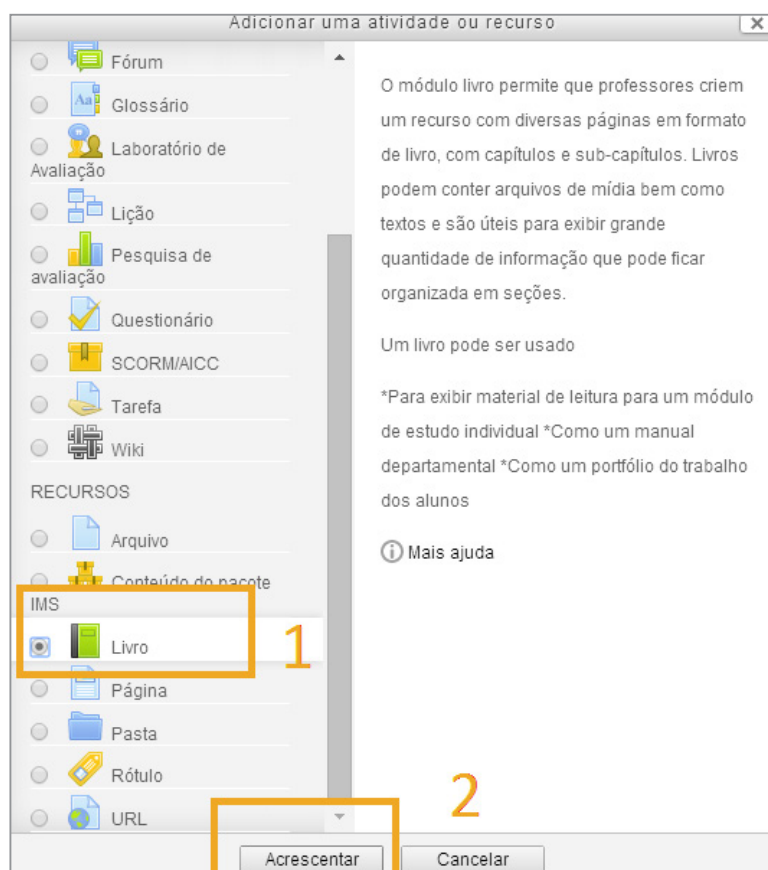 Adicionar uma atividade ou recurso
Fórum
Glossário
Laboratório de
Avaliação
Lição
Pesquisa de
avaliação
Questionário
SCORM/AICC
Tarefa
Wiki
RECURSOS
Arquivo
Conteúdo do pacote
IMS
Livro
1
Página
Pasta
Rótulo
URL
O módulo livro permite que professores criem
um recurso com diversas páginas em formato
de livro, com capítulos e sub-capítulos. Livros
podem conter arquivos de mídia bem como
textos e são úteis para exibir grande
quantidade de informação que pode ficar
organizada em seções.
Um livro pode ser usado
*Para exibir material de leitura para um módulo
de estudo individual *Como um manual
departamental *Como um portfólio do trabalho
dos alunos
Mais ajuda
2
Acrescentar
Cancelar